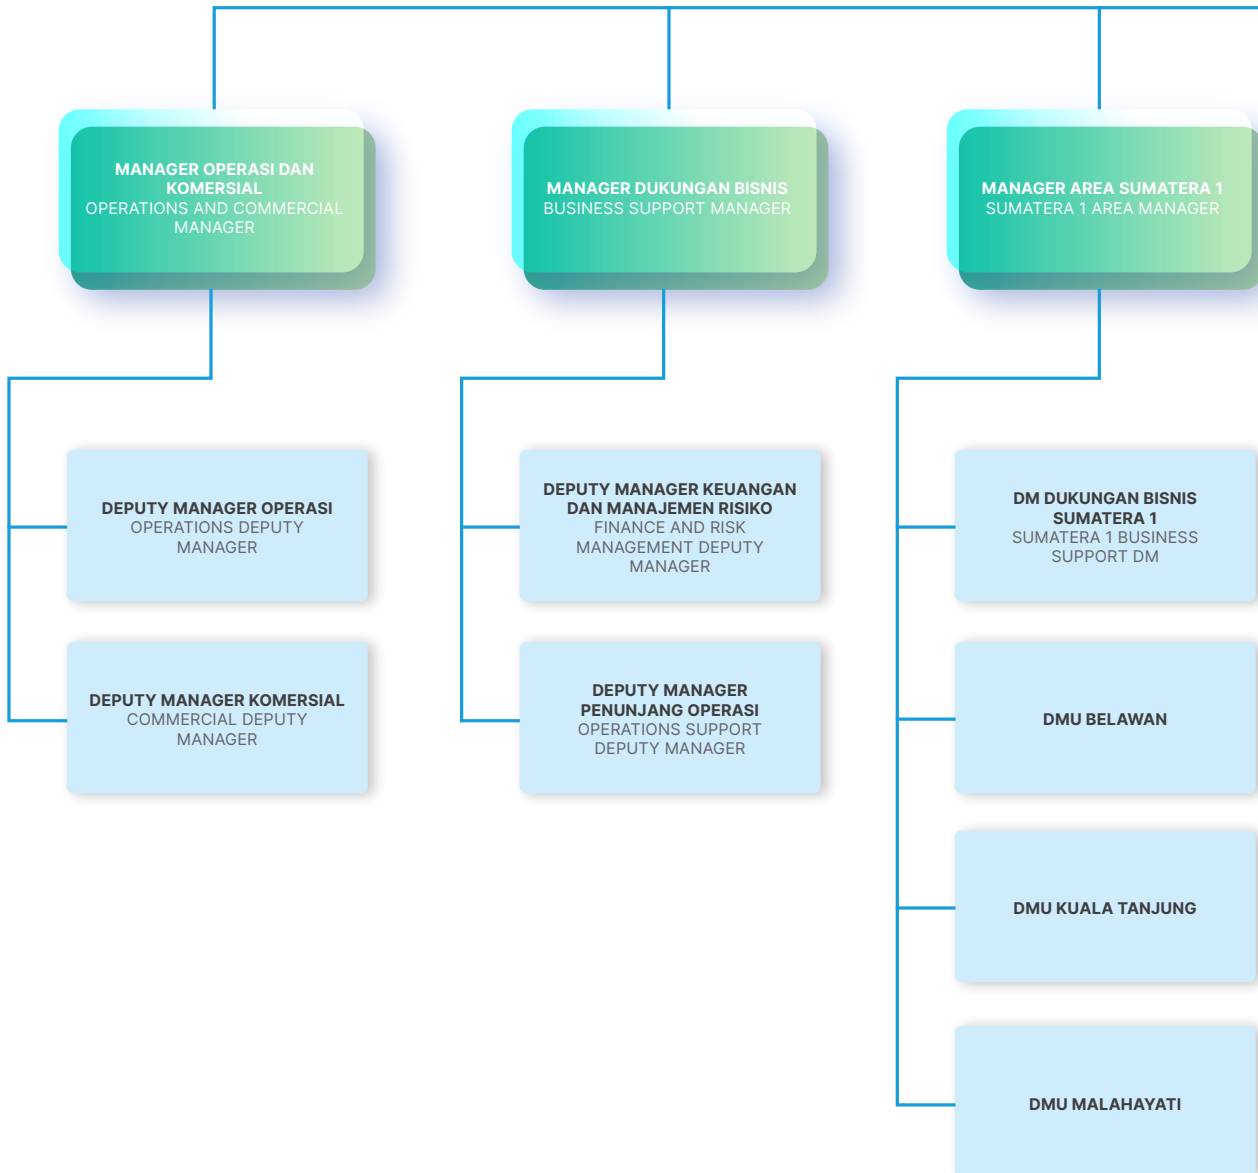 MANAGER OPERASI DAN
KOMERSIAL
OPERATIONS AND COMMERCIAL
MANAGER
MANAGER DUKUNGAN BISNIS
BUSINESS SUPPORT MANAGER
MANAGER AREA SUMATERA 1
SUMATERA 1 AREA MANAGER
DEPUTY MANAGER OPERASI
OPERATIONS DEPUTY
MANAGER
DEPUTY MANAGER KEUANGAN
DAN MANAJEMEN RISIKO
FINANCE AND RISK
MANAGEMENT DEPUTY
MANAGER
DM DUKUNGAN BISNIS
SUMATERA 1
SUMATERA 1 BUSINESS
SUPPORT DM
DEPUTY MANAGER KOMERSIAL
COMMERCIAL DEPUTY
MANAGER
DEPUTY MANAGER
PENUNJANG OPERASI
OPERATIONS SUPPORT
DEPUTY MANAGER
DMU BELAWAN
DMU KUALA TANJUNG
DMU MALAHAYATI